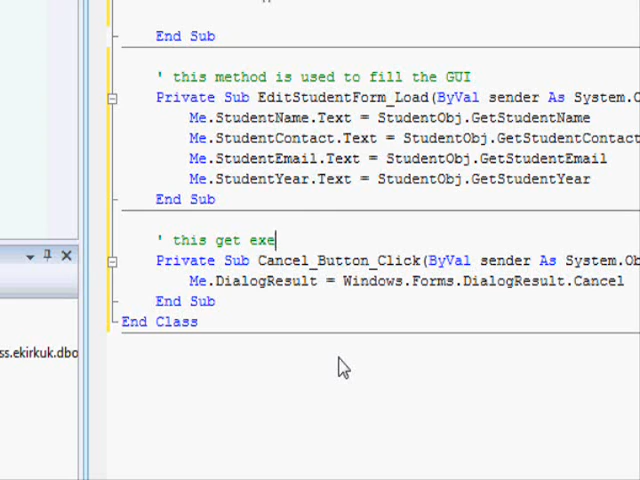 End Sub
' this method is used to fill the GUI
Private Sub EditStudentForm_Load(ByVal sender As System.O
Me.StudentName.Text = StudentObj.GetStudentName
Me.StudentContact.Text = StudentObj.GetStudentContact
Me.StudentEmail.Text = StudentObj.GetStudentEmail
Me.StudentYear.Text = StudentObj.GetStudentYear
End Sub
' this get exe
Private Sub Cancel_Button_Click(ByVal sender As System.Ob
Me.DialogResult = Windows.Forms.DialogResult.Cancel
End Sub
End Class
ss.ekirkuk.dbo